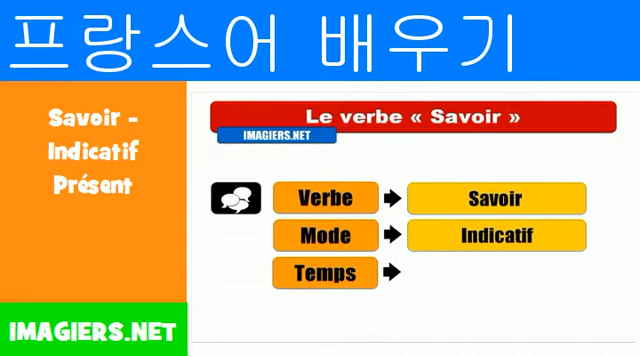 프랑스어 배우기
Savoir -
Indicatif
Présent
IMAGIERS.NET
Le verbe « Savoir »
IMAGIERS.NET
Verbe Savoir
Mode Indicatif
Temps